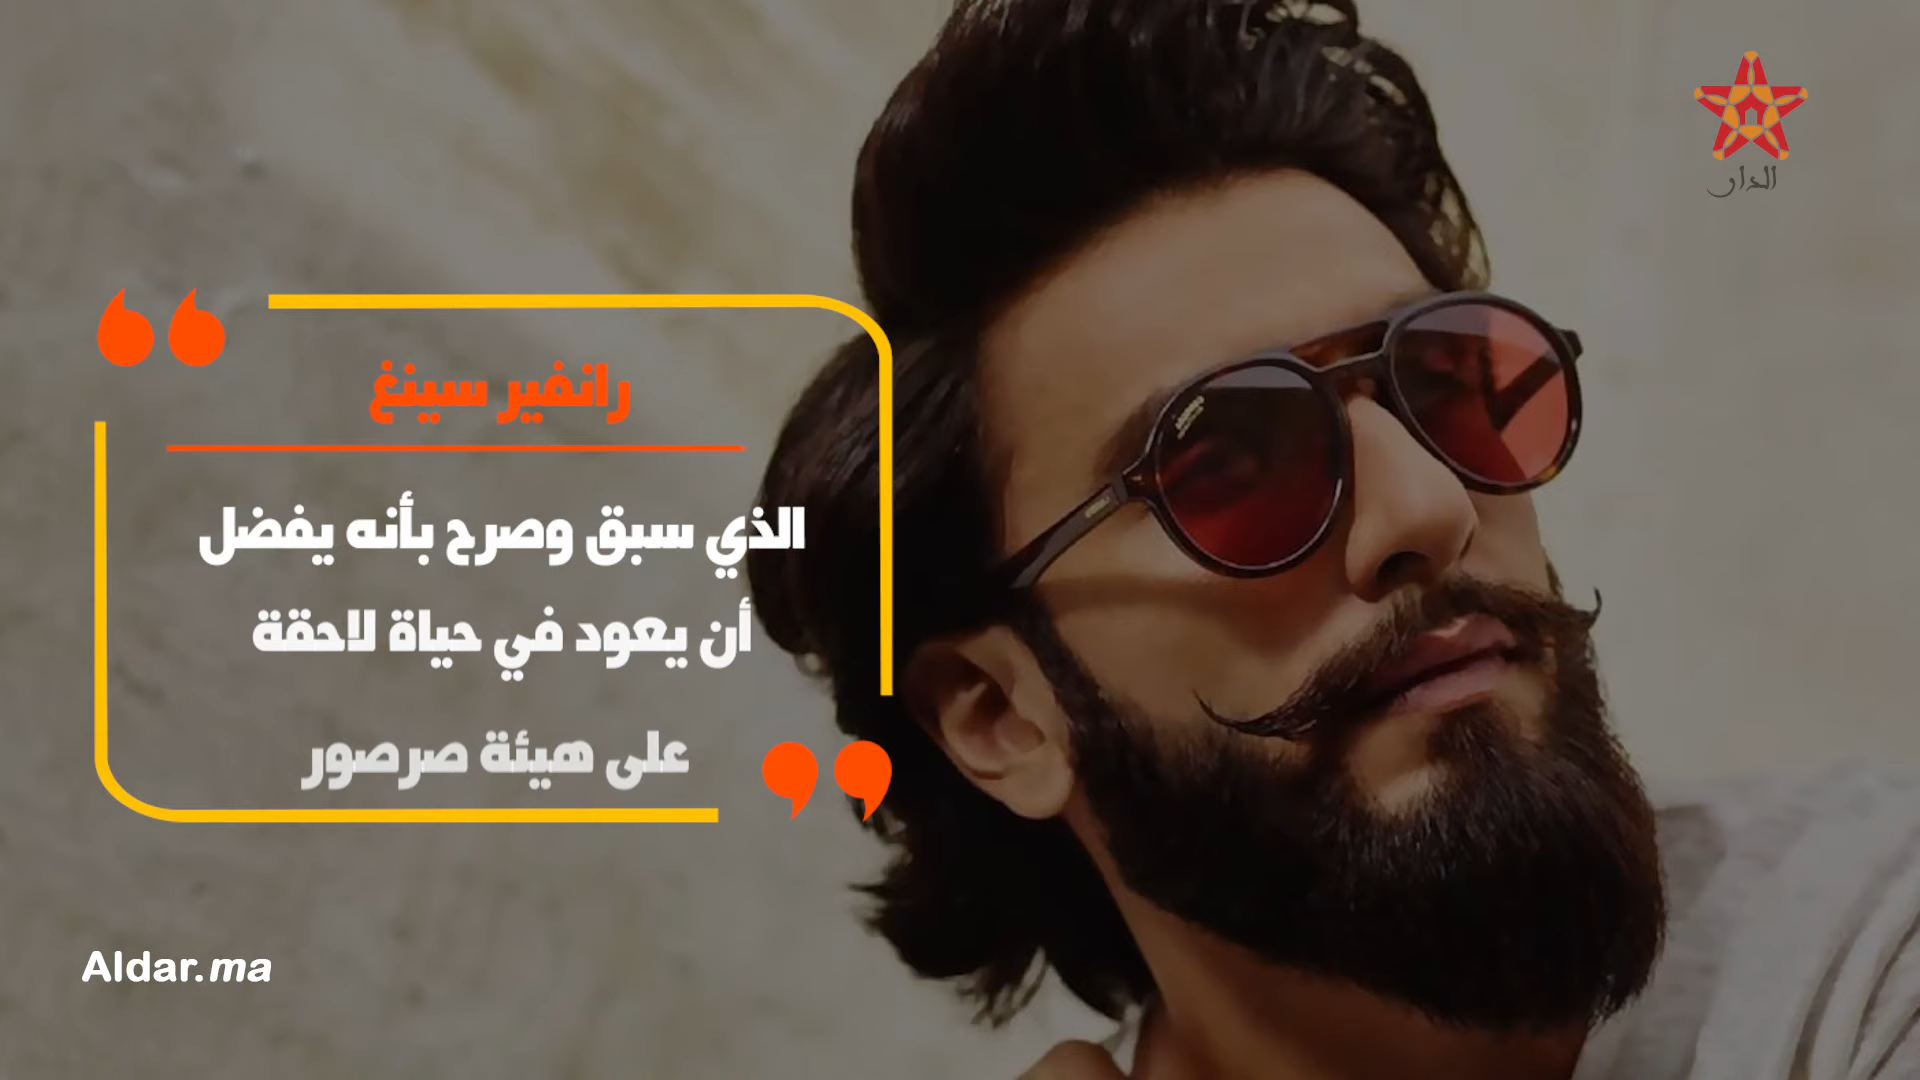 الدار
رانفير سينغ
الذي سبق وصرح بأنه يفضل
أن يعود في حياة لاحقة
على هيئة صرصور
Aldar.ma